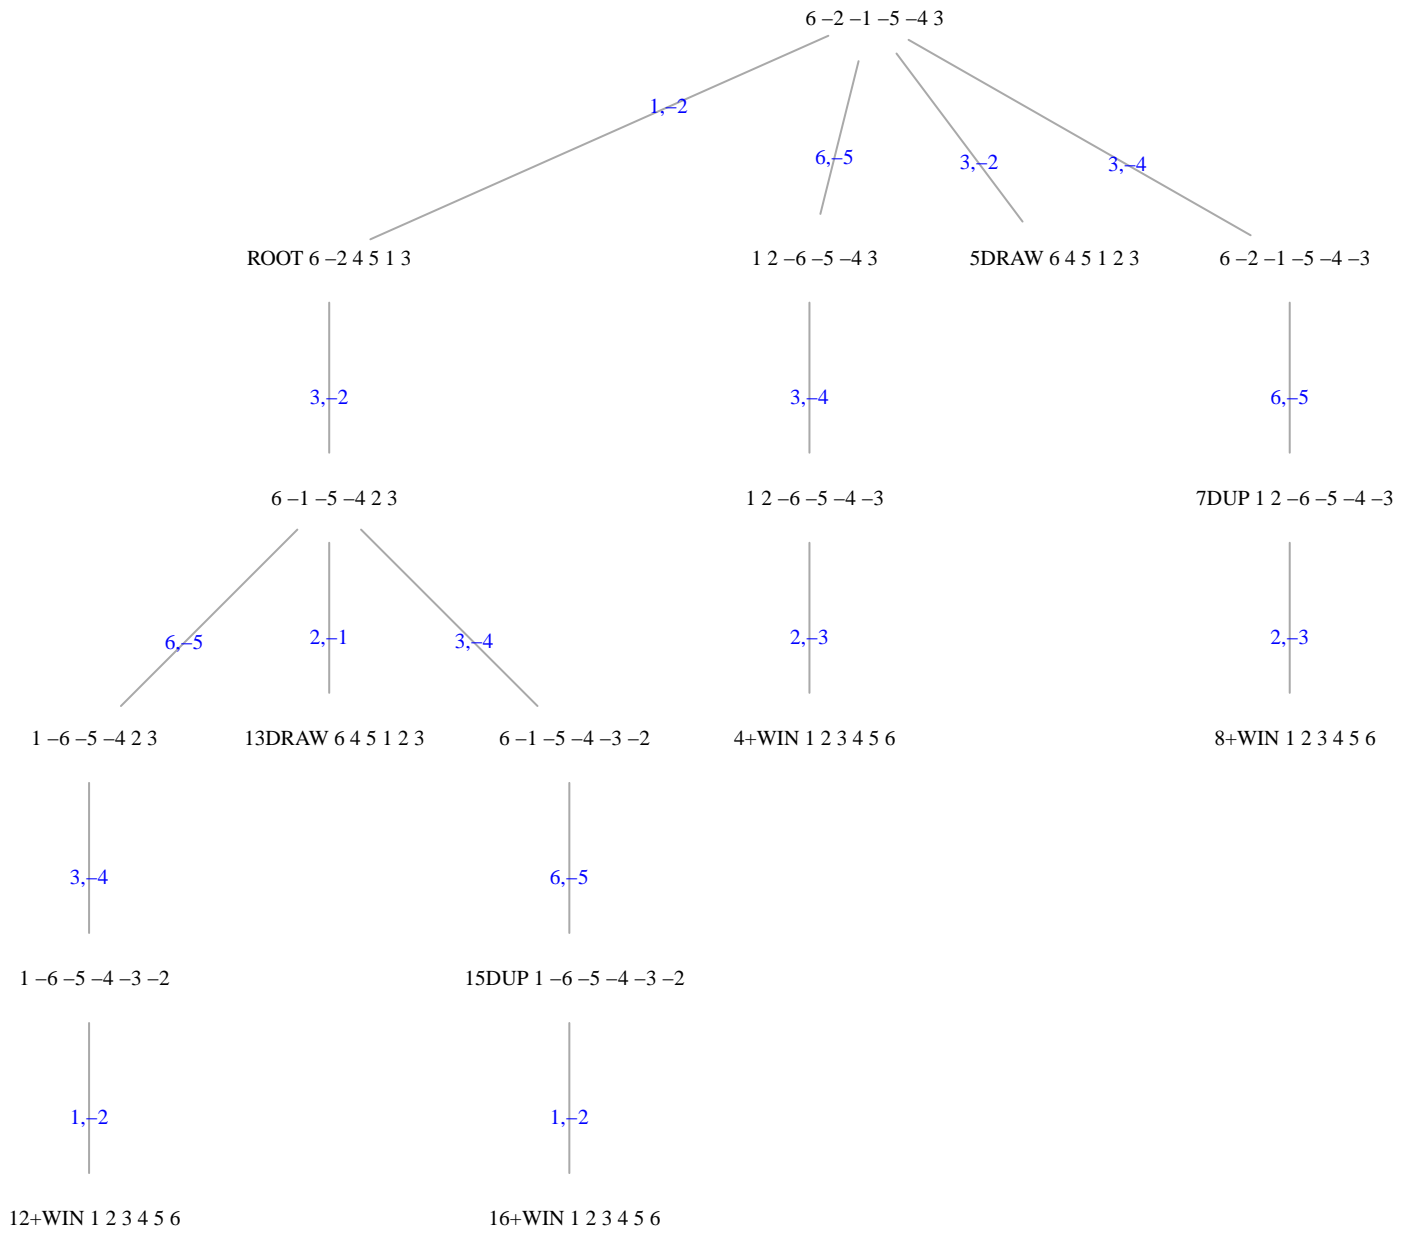 6 –2 –1 –5 –4 3
1,–2
6,–5
3,–2
3,–4
ROOT 6 –2 4 5 1 3
1 2 –6 –5 –4 3
5DRAW 6 4 5 1 2 3
6 –2 –1 –5 –4 –3
3,–2
3,–4
6,–5
6 –1 –5 –4 2 3
1 2 –6 –5 –4 –3
7DUP 1 2 –6 –5 –4 –3
6,–5
2,–1
3,–4
2,–3
2,–3
1 –6 –5 –4 2 3
13DRAW 6 4 5 1 2 3
6 –1 –5 –4 –3 –2
4+WIN 1 2 3 4 5 6
8+WIN 1 2 3 4 5 6
3,–4
6,–5
1 –6 –5 –4 –3 –2
15DUP 1 –6 –5 –4 –3 –2
1,–2
1,–2
12+WIN 1 2 3 4 5 6
16+WIN 1 2 3 4 5 6